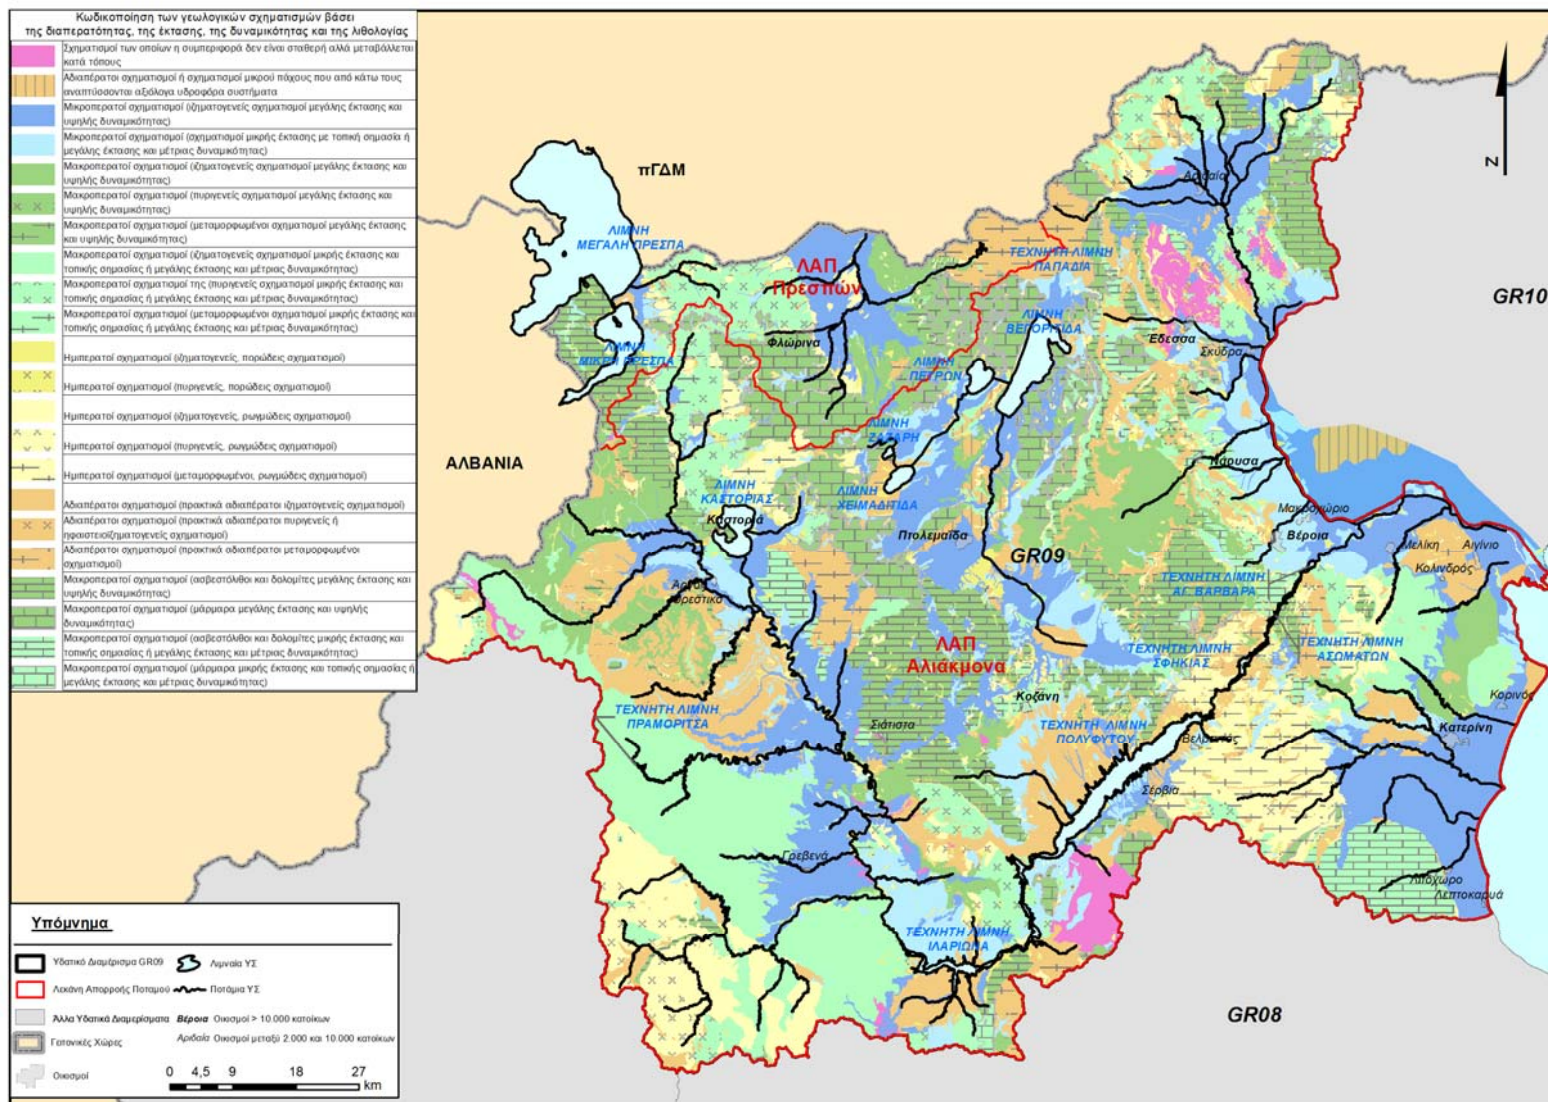 Κωδικοποίηση των γεωλογικών σχηματισμών βάσει
της διαπερατότητας, της έκτασης, της δυναμικότητας και της λιθολογίας
Σχηματισμοί των οποίων η συμπεριφορά δεν είναι σταθερή αλλά μεταβάλλεται
κατά τόπους
Αδιαπέρατοι σχηματισμοί ή σχηματισμοί μικρού πάχους που από κάτω τους
αναπτύσσονται αξιόλογα υδροφόρα συστήματα
Μικροπερατοί σχηματισμοί (ιζηματογενείς σχηματισμοί μεγάλης έκτασης και
υψηλής δυναμικότητας)
Μικροπερατοί σχηματισμοί (σχηματισμοί μικρής έκτασης με τοπική σημασία ή
μεγάλης έκτασης και μέτριας δυναμικότητας)
Μακροπερατοί σχηματισμοί (ιζηματογενείς σχηματισμοί μεγάλης έκτασης και
υψηλής δυναμικότητας)
Μακροπερατοί σχηματισμοί (πυριγενείς σχηματισμοί μεγάλης έκτασης και
υψηλής δυναμικότητας)
Μακροπερατοί σχηματισμοί (μεταμορφωμένοι σχηματισμοί μεγάλης έκτασης
και υψηλής δυναμικότητας)
Μακροπερατοί σχηματισμοί (ιζηματογενείς σχηματισμοί μικρής έκτασης και
τοπικής σημασίας ή μεγάλης έκτασης και μέτριας δυναμικότητας)
Μακροπερατοί σχηματισμοί της (πυριγενείς σχηματισμοί μικρής έκτασης και
τοπικής σημασίας ή μεγάλης έκτασης και μέτριας δυναμικότητας)
Μακροπερατοί σχηματισμοί (μεταμορφωμένοι σχηματισμοί μικρής έκτασης και
τοπικής σημασίας ή μεγάλης έκτασης και μέτριας δυναμικότητας)
Ημιπερατοί σχηματισμοί (ιζηματογενείς, πορώδεις σχηματισμοί)
Ημιπερατοί σχηματισμοί (πυριγενείς, πορώδεις σχηματισμοί)
Ημιπερατοί σχηματισμοί (ιζηματογενείς, ρωγμώδεις σχηματισμοί)
Ημιπερατοί σχηματισμοί (πυριγενείς, ρωγμώδεις σχηματισμοί)
Ημιπερατοί σχηματισμοί (μεταμορφωμένοι, ρωγμώδεις σχηματισμοί)
Αδιαπέρατοι σχηματισμοί (πρακτικά αδιαπέρατοι ιζηματογενείς σχηματισμοί)
Αδιαπέρατοι σχηματισμοί (πρακτικά αδιαπέρατοι πυριγενείς ή
ηφαιστειοϊζηματογενείς σχηματισμοί)
Αδιαπέρατοι σχηματισμοί (πρακτικά αδιαπέρατοι μεταμορφωμένοι
σχηματισμοί)
Μακροπερατοί σχηματισμοί (ασβεστόλιθοι και δολομίτες μεγάλης έκτασης και
υψηλής δυναμικότητας)
Μακροπερατοί σχηματισμοί (μάρμαρα μεγάλης έκτασης και υψηλής
δυναμικότητας)
Μακροπερατοί σχηματισμοί (ασβεστόλιθοι και δολομίτες μικρής έκτασης και
τοπικής σημασίας ή μεγάλης έκτασης και μέτριας δυναμικότητας)
Μακροπερατοί σχηματισμοί (μάρμαρα μικρής έκτασης και τοπικής σημασίας ή
μεγάλης έκτασης και μέτριας δυναμικότητας)
Z
πΓΔΜ
Αριδαία
ΛΙΜΝΗ
ΜΕΓΑΛΗ ΠΡΕΣΠΑ
ΤΕΧΝΗΤΗ ΛΙΜΝΗ
ΠΑΠΑΔΙΑ
ΛΑΠ
Πρεσπών
GR10
ΛΙΜΝΗ
ΒΕΓΟΡΙΤΙΔΑ
Έδεσσα
Σκύδρα
Φλώρινα
ΛΙΜΝΗ
ΜΙΚΡΗ ΠΡΕΣΠΑ
ΛΙΜΝΗ
ΠΕΤΡΩΝ
ΛΙΜΝΗ
ΖΑΖΑΡΗ
ΑΛΒΑΝΙΑ
Νάουσα
ΛΙΜΝΗ
ΚΑΣΤΟΡΙΑΣ
ΛΙΜΝΗ
ΧΕΙΜΑΔΙΤΙΔΑ
Καστοριά
Μακροχώριο
Πτολεμαΐδα
Βέροια
Μελίκη
Αιγίνιο
GR09
Κολινδρός
Άργος
Ορεστικό
ΤΕΧΝΗΤΗ ΛΙΜΝΗ
ΑΓ. ΒΑΡΒΑΡΑ
ΛΑΠ
Αλιάκμονα
ΤΕΧΝΗΤΗ ΛΙΜΝΗ
ΣΦΗΚΙΑΣ
ΤΕΧΝΗΤΗ ΛΙΜΝΗ
ΑΣΩΜΑΤΩΝ
Κοζάνη
Κορινός
ΤΕΧΝΗΤΗ ΛΙΜΝΗ
ΠΡΑΜΟΡΙΤΣΑ
Σιάτιστα
ΤΕΧΝΗΤΗ ΛΙΜΝΗ
ΠΟΛΥΦΥΤΟΥ
Κατερίνη
Βελβεντός
Σέρβια
Γρεβενά
Λιτόχωρο
Λεπτοκαρυά
ΤΕΧΝΗΤΗ ΛΙΜΝΗ
ΙΛΑΡΙΩΝΑ
GR08
Υπόμνημα
Υδατικό Διαμέρισμα GR09
Λιμναία ΥΣ
Λεκάνη Απορροής Ποταμού
Ποτάμια ΥΣ
Άλλα Υδατικά Διαμερίσματα
Βέροια Οικισμοί > 10.000 κατοίκων
Γειτονικές Χώρες
Αριδαία Οικισμοί μεταξύ 2.000 και 10.000 κατοίκων
Οικισμοί
0 4,5 9 18 27
km